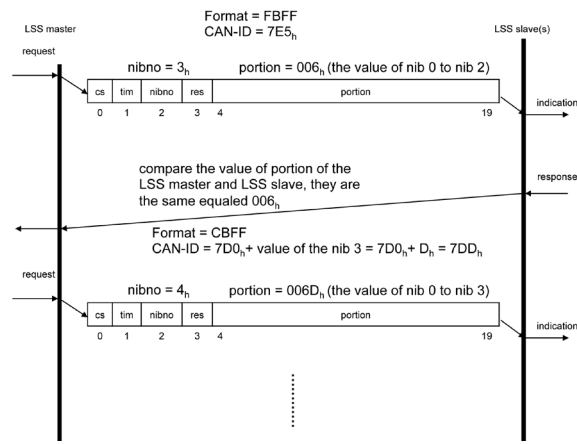 Format = FBFF
LSS master
LSS slave(s)
CAN-ID = 7E5h
request
nibno = 3h
portion = 006h (the value of nib 0 to nib 2)
cs tim nibno res portion
0 1 2 3 4 19
indication
compare the value of portion of the
LSS master and LSS slave, they are
the same equaled 006h
response
Format = CBFF
CAN-ID = 7D0h+ value of the nib 3 = 7D0h+ Dh = 7DDh
request
nibno = 4h
portion = 006Dh (the value of nib 0 to nib 3)
cs tim nibno res portion
0 1 2 3 4 19
indication